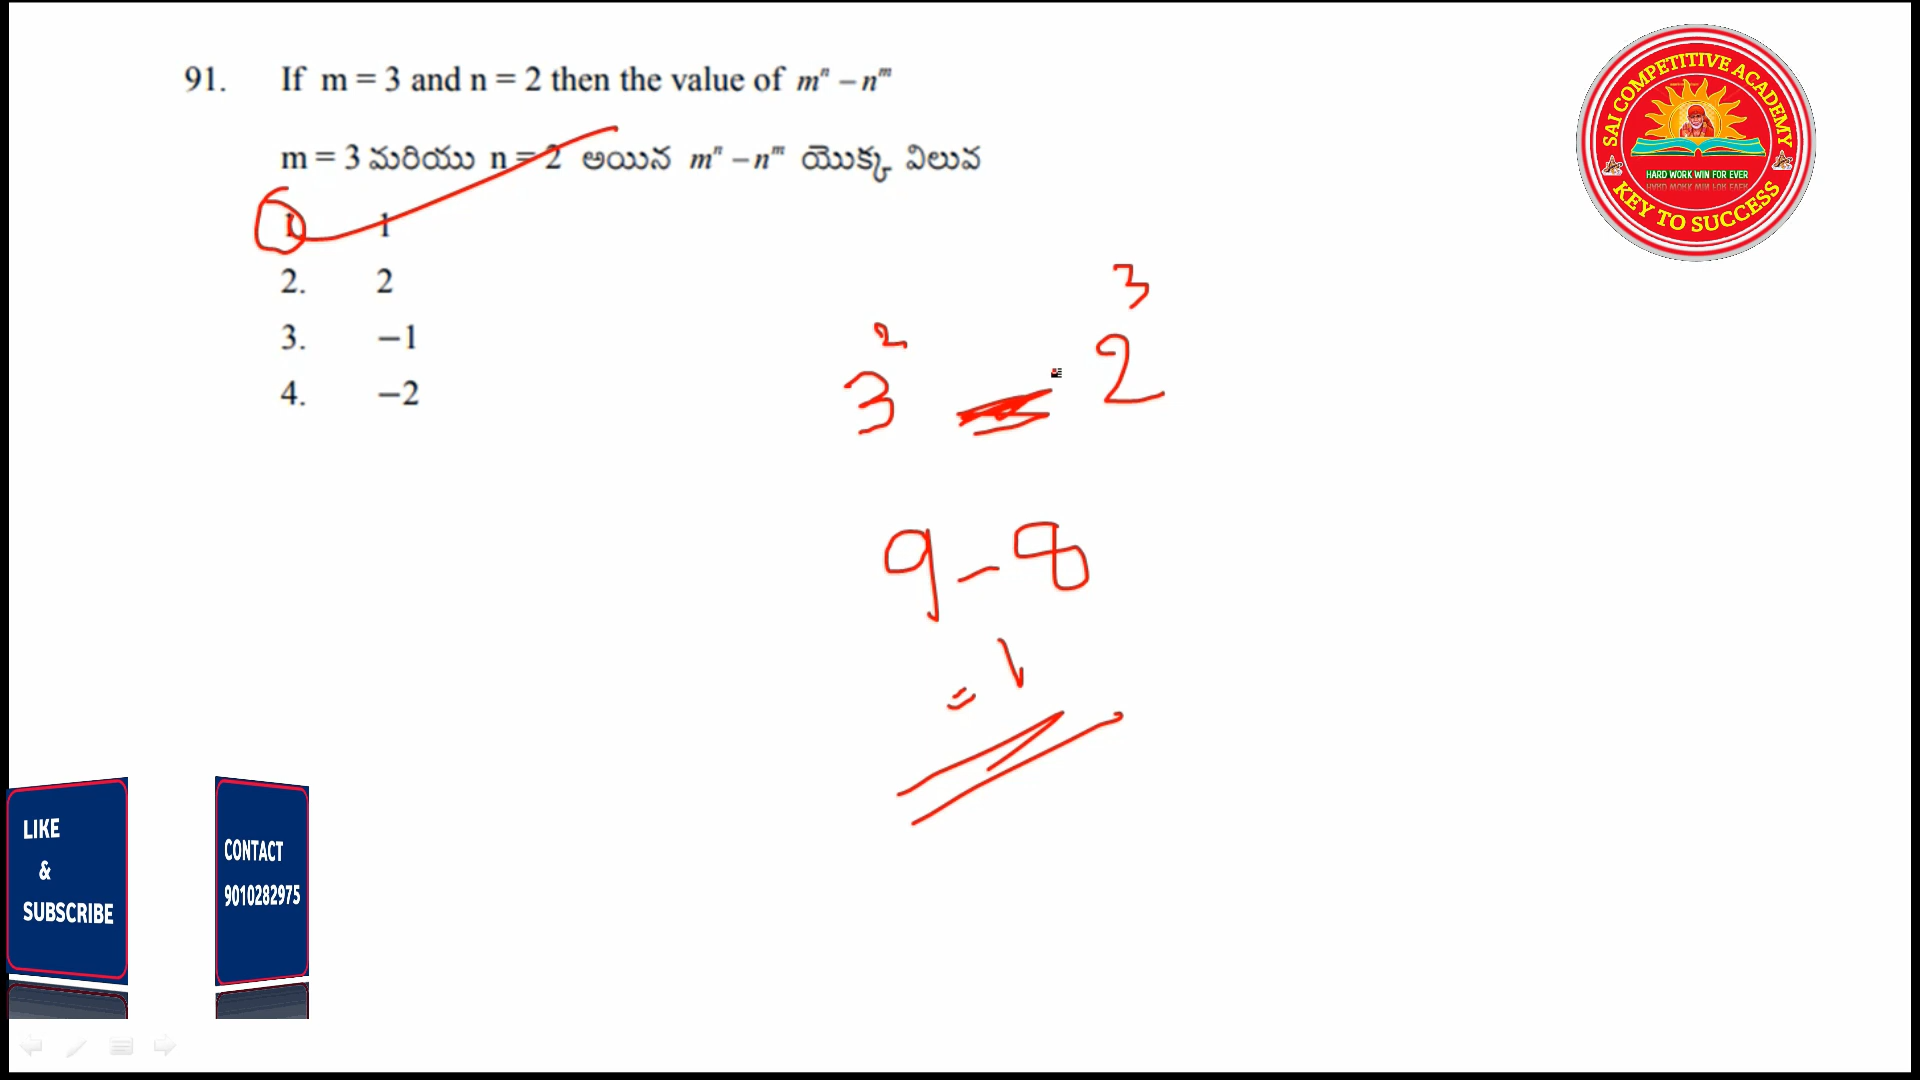 91. If m = 3 and n = 2 then the value of mⁿ – nᵐ
m = 3 మరియు n = 2 అయిన mⁿ – nᵐ యొక్క విలువ
1. 1
2. 2
3. –1
4. –2
3² – 2³
9 – 8
= 1
SAI COMPETITIVE ACADEMY
HARD WORK WIN FOR EVER
KEY TO SUCCESS
LIKE
&
SUBSCRIBE
CONTACT
9010282975